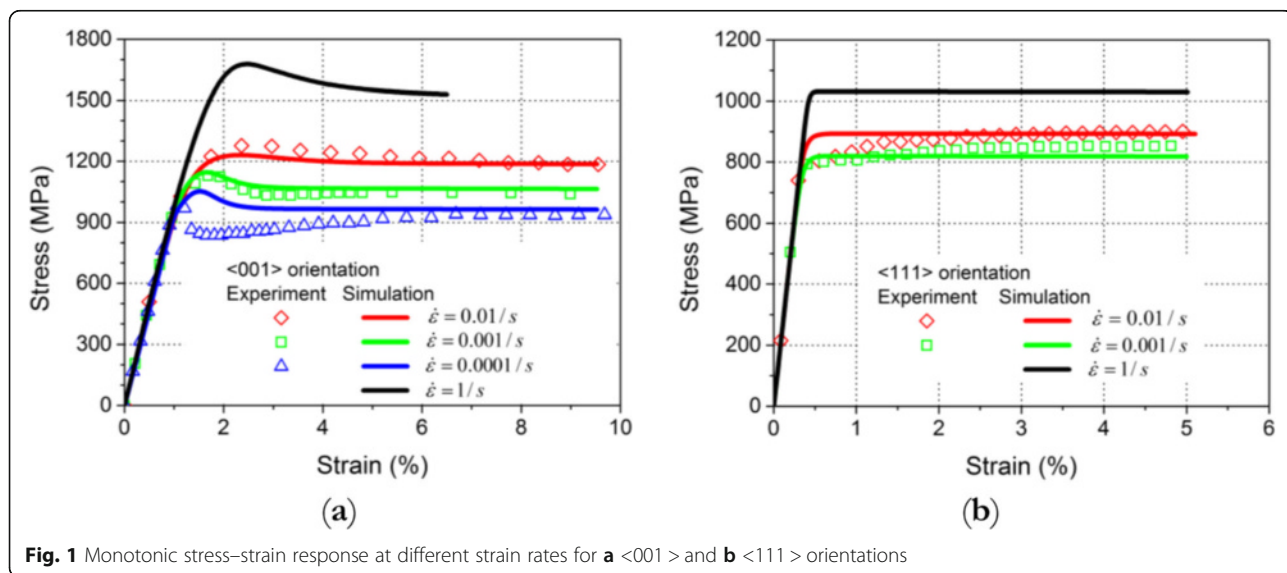 1800
1500
1200
900
600
300
0
Stress (MPa)
<001> orientation
Experiment Simulation
ε̇ = 0.01/s
ε̇ = 0.001/s
ε̇ = 0.0001/s
ε̇ = 1/s
0 2 4 6 8 10
Strain (%)
(a)
1200
1000
800
600
400
200
0
Stress (MPa)
<111> orientation
Experiment Simulation
ε̇ = 0.01/s
ε̇ = 0.001/s
ε̇ = 1/s
0 1 2 3 4 5 6
Strain (%)
(b)
Fig. 1 Monotonic stress–strain response at different strain rates for a <001 > and b <111 > orientations